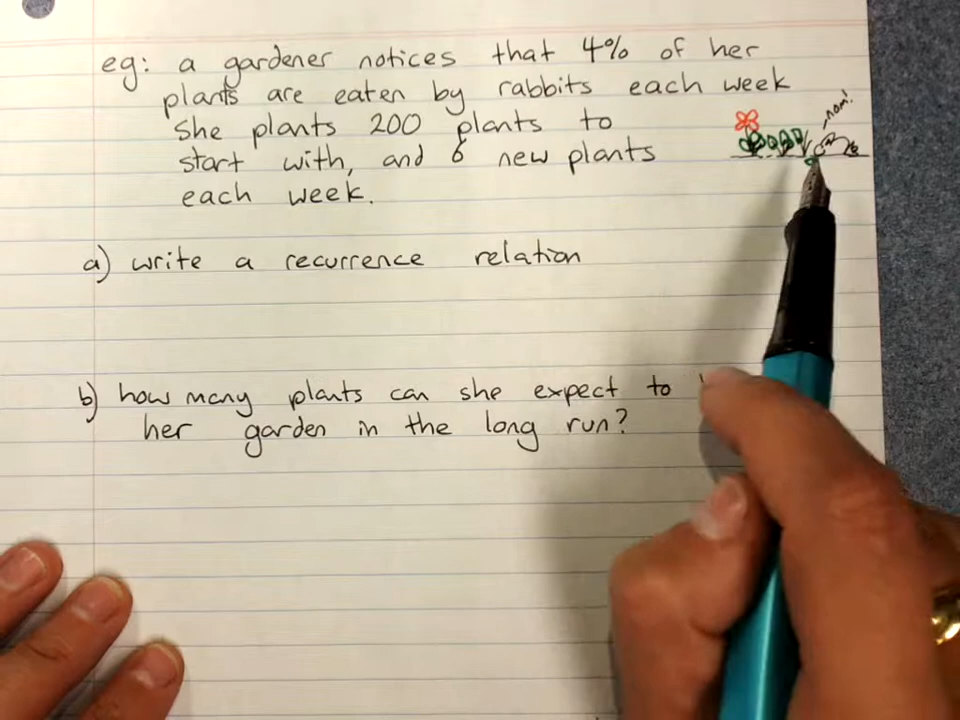 eg: a gardener notices that 4% of her
plants are eaten by rabbits each week
She plants 200 plants to
start with, and 6 new plants
each week.
nom!
a) write a recurrence relation
b) how many plants can she expect to
her garden in the long run?